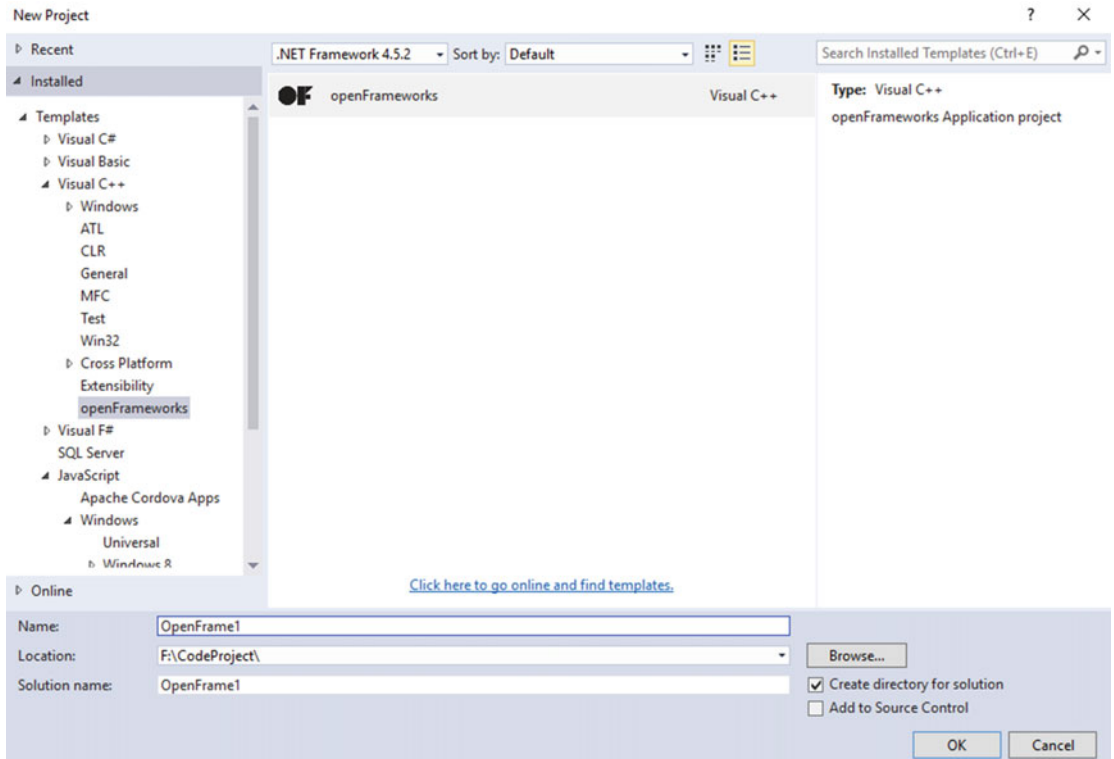 New Project
? ×
Recent
.NET Framework 4.5.2
Sort by: Default
Search Installed Templates (Ctrl+E)
Installed
Templates
Visual C#
Visual Basic
Visual C++
Windows
ATL
CLR
General
MFC
Test
Win32
Cross Platform
Extensibility
openFrameworks
Visual F#
SQL Server
JavaScript
Apache Cordova Apps
Windows
Universal
Windows 8
Online
OF openFrameworks Visual C++
Click here to go online and find templates.
Type: Visual C++
openFrameworks Application project
Name: OpenFrame1
Location: F:\CodeProject\ Browse...
Solution name: OpenFrame1
Create directory for solution
Add to Source Control
OK Cancel